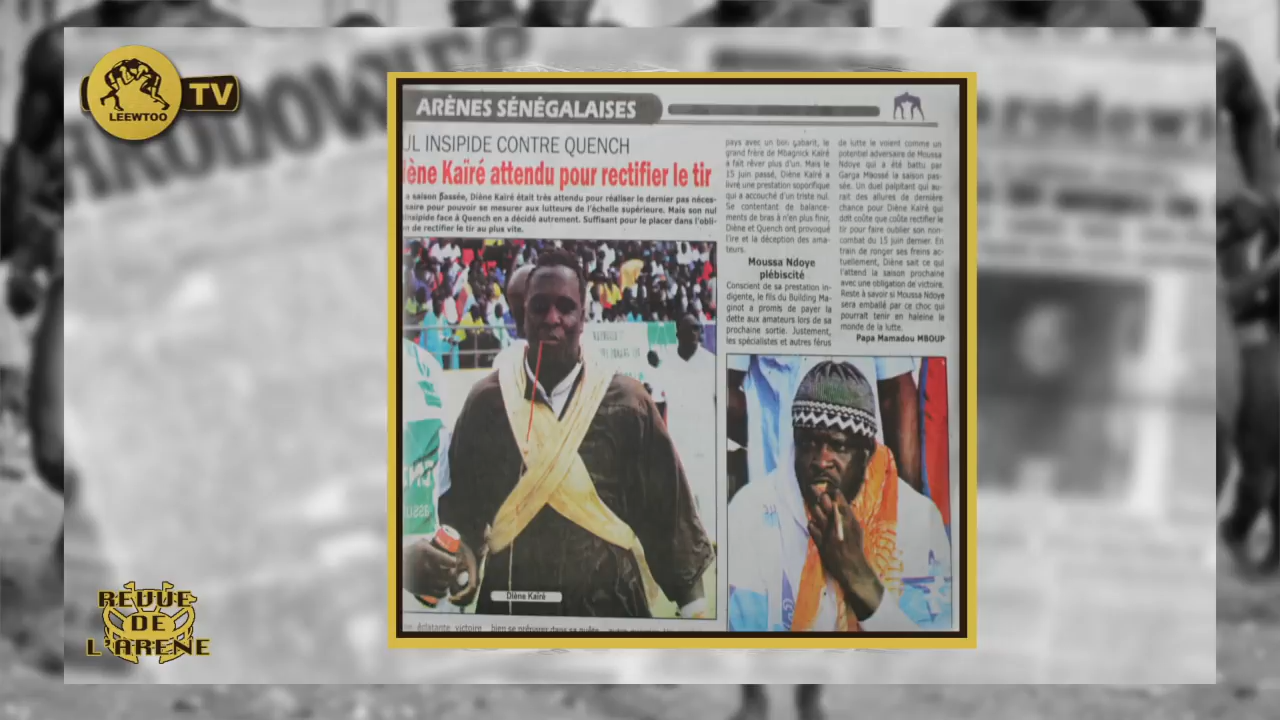 LEEWTOO
TV
ARÈNES SÉNÉGALAISES
UL INSIPIDE CONTRE QUENCH
iène Kaïré attendu pour rectifier le tir
a saison passée, Diène Kaïré était très attendu pour réaliser le dernier pas néces-
saire pour pouvoir se mesurer aux lutteurs de l'échelle supérieure. Mais son nul
insipide face à Quench en a décidé autrement. Suffisant pour le placer dans l'obli-
n de rectifier le tir au plus vite.
Diène Kaïré
ne éclatante victoire
bien se préparer dans sa quête
pays avec un bon gabarit, le
grand frère de Mbagnick Kaïré
a fait rêver plus d'un. Mais le
15 juin passé, Diène Kaïré a
livré une prestation soporifique
qui a accouché d'un triste nul.
Se contentant de balance-
ments de bras à n'en plus finir,
Diène et Quench ont provoqué
l'ire et la déception des ama-
teurs.
Moussa Ndoye
plébiscité
Conscient de sa prestation in-
digente, le fils du Building Ma-
ginot a promis de payer la
dette aux amateurs lors de sa
prochaine sortie. Justement,
les spécialistes et autres férus
de lutte le voient comme un
potentiel adversaire de Moussa
Ndoye qui a été battu par
Garga Mbossé la saison pas-
sée. Un duel palpitant qui au-
rait des allures de dernière
chance pour Diène Kaïré qui
doit coûte que coûte rectifier le
tir pour faire oublier son non-
combat du 15 juin dernier. En
train de ronger ses freins ac-
tuellement, Diène sait ce qui
l'attend la saison prochaine
avec une obligation de victoire.
Reste à savoir si Moussa Ndoye
sera emballé par ce choc qui
pourrait tenir en haleine le
monde de la lutte.
Papa Mamadou MBOUP
REVUE
DE
L'ARENE